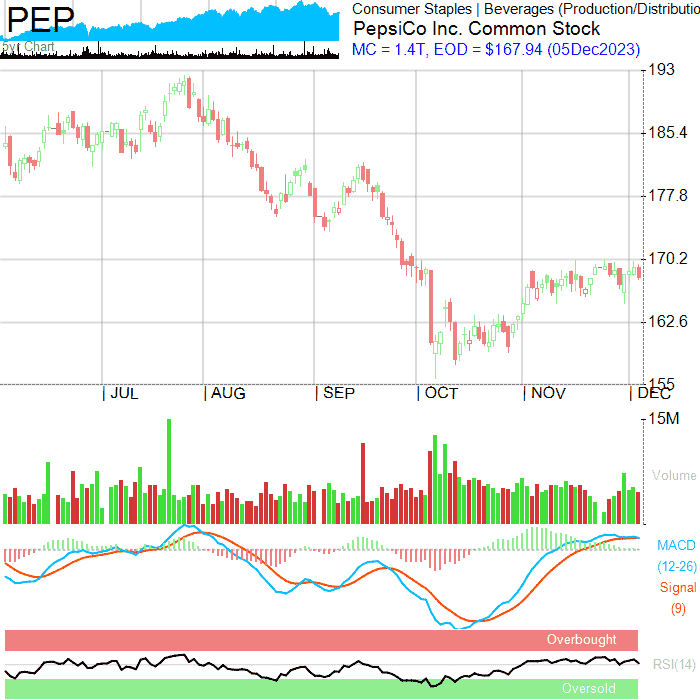 PEP
5yr Chart
Consumer Staples | Beverages (Production/Distributio
PepsiCo Inc. Common Stock
MC = 1.4T, EOD = $167.94 (05Dec2023)
193
185.4
177.8
170.2
162.6
155
| JUL | AUG | SEP | OCT | NOV | DEC
15M
Volume
MACD
(12-26)
Signal
(9)
Overbought
RSI(14)
Oversold